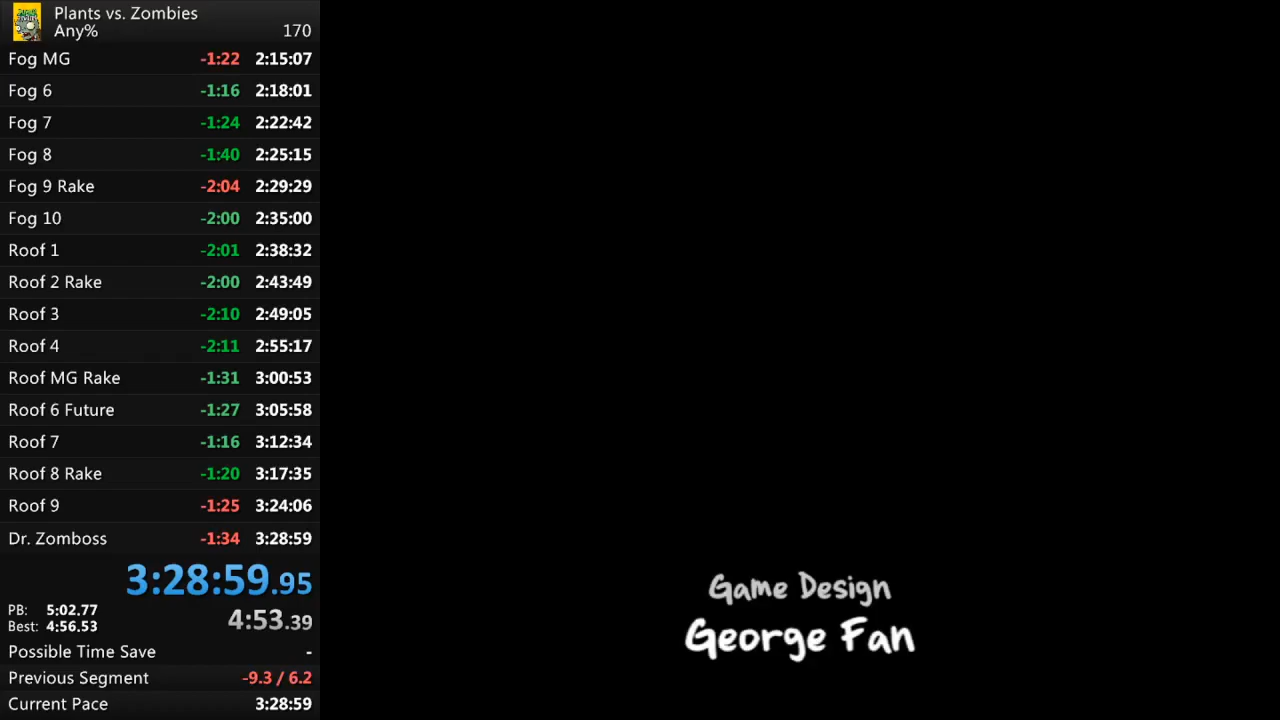 Plants vs. Zombies
Any% 170
Fog MG -1:22 2:15:07
Fog 6 -1:16 2:18:01
Fog 7 -1:24 2:22:42
Fog 8 -1:40 2:25:15
Fog 9 Rake -2:04 2:29:29
Fog 10 -2:00 2:35:00
Roof 1 -2:01 2:38:32
Roof 2 Rake -2:00 2:43:49
Roof 3 -2:10 2:49:05
Roof 4 -2:11 2:55:17
Roof MG Rake -1:31 3:00:53
Roof 6 Future -1:27 3:05:58
Roof 7 -1:16 3:12:34
Roof 8 Rake -1:20 3:17:35
Roof 9 -1:25 3:24:06
Dr. Zomboss -1:34 3:28:59
3:28:59.95
PB: 5:02.77
Best: 4:56.53
4:53.39
Possible Time Save -
Previous Segment -9.3 / 6.2
Current Pace 3:28:59
Game Design
George Fan